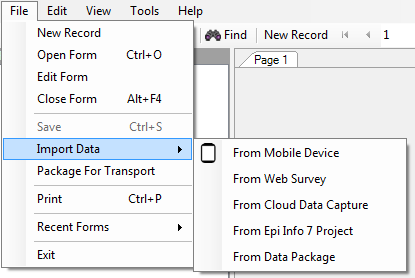 File Edit View Tools Help
Find New Record 1
Page 1
New Record
Open Form Ctrl+O
Edit Form
Close Form Alt+F4
Save Ctrl+S
Import Data
Package For Transport
Print Ctrl+P
Recent Forms
Exit
From Mobile Device
From Web Survey
From Cloud Data Capture
From Epi Info 7 Project
From Data Package